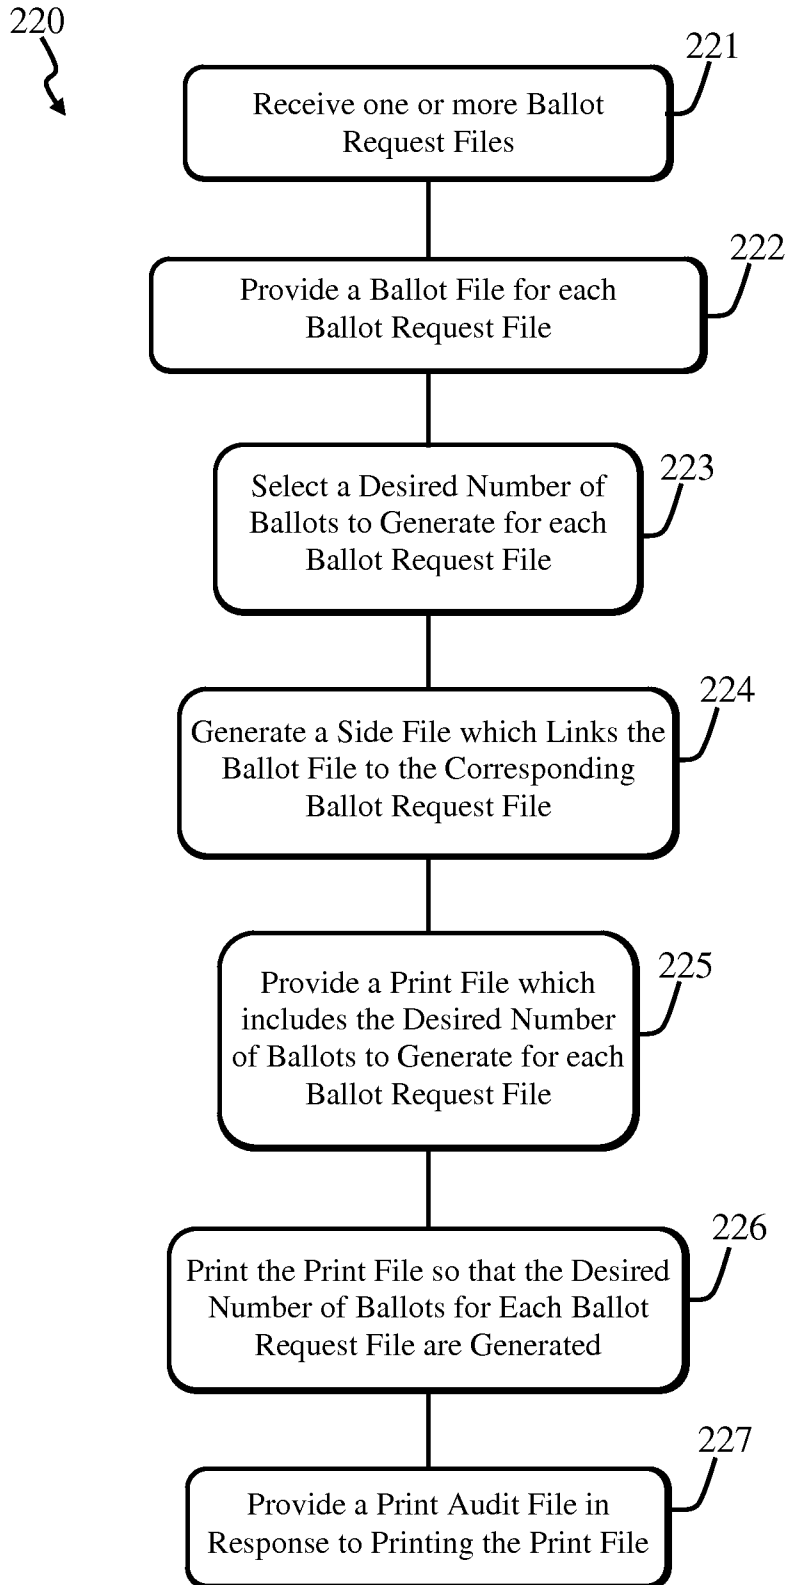 220
221
Receive one or more Ballot
Request Files
222
Provide a Ballot File for each
Ballot Request File
223
Select a Desired Number of
Ballots to Generate for each
Ballot Request File
224
Generate a Side File which Links the
Ballot File to the Corresponding
Ballot Request File
225
Provide a Print File which
includes the Desired Number
of Ballots to Generate for each
Ballot Request File
226
Print the Print File so that the Desired
Number of Ballots for Each Ballot
Request File are Generated
227
Provide a Print Audit File in
Response to Printing the Print File